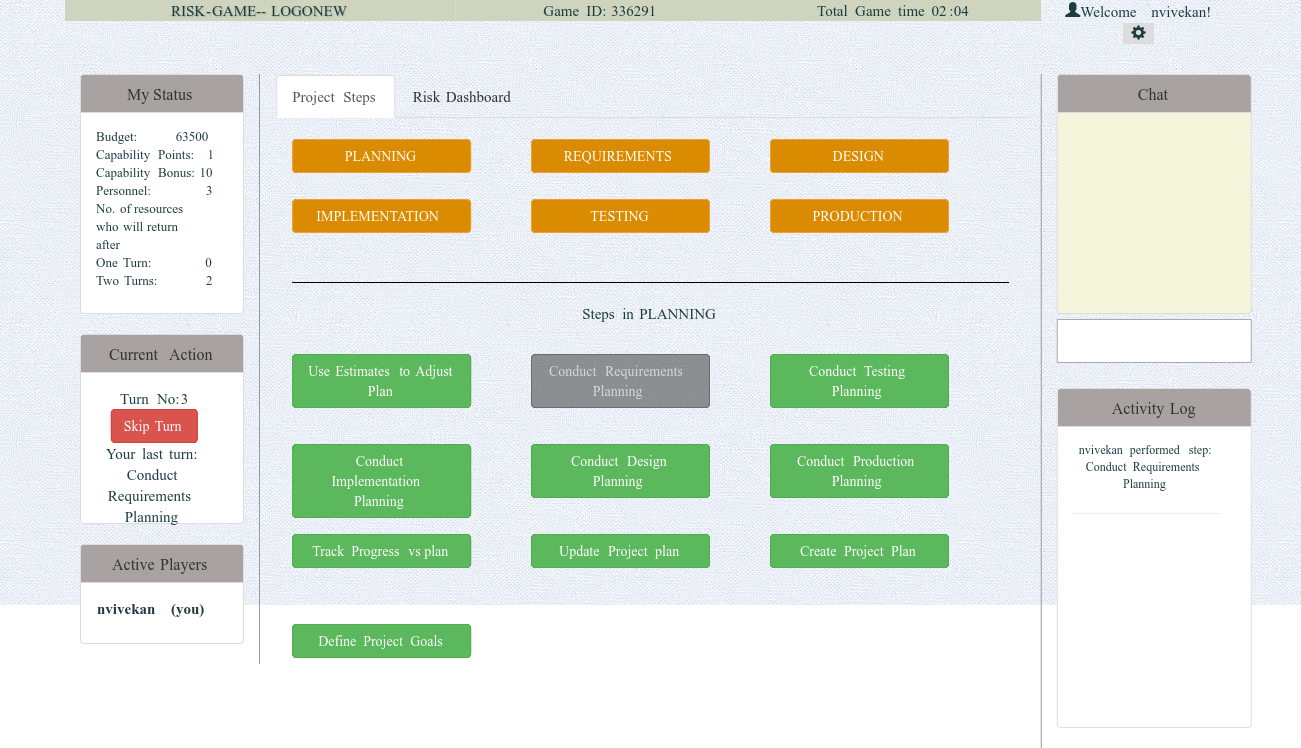 RISK-GAME-- LOGONEW
Game ID: 336291
Total Game time 02:04
Welcome nvivekan!
My Status
Budget: 63500
Capability Points: 1
Capability Bonus: 10
Personnel: 3
No. of resources
who will return
after
One Turn: 0
Two Turns: 2
Current Action
Turn No:3
Skip Turn
Your last turn:
Conduct
Requirements
Planning
Active Players
nvivekan (you)
Project Steps
Risk Dashboard
PLANNING
REQUIREMENTS
DESIGN
IMPLEMENTATION
TESTING
PRODUCTION
Steps in PLANNING
Use Estimates to Adjust
Plan
Conduct Requirements
Planning
Conduct Testing
Planning
Conduct
Implementation
Planning
Conduct Design
Planning
Conduct Production
Planning
Track Progress vs plan
Update Project plan
Create Project Plan
Define Project Goals
Chat
Activity Log
nvivekan performed step:
Conduct Requirements
Planning